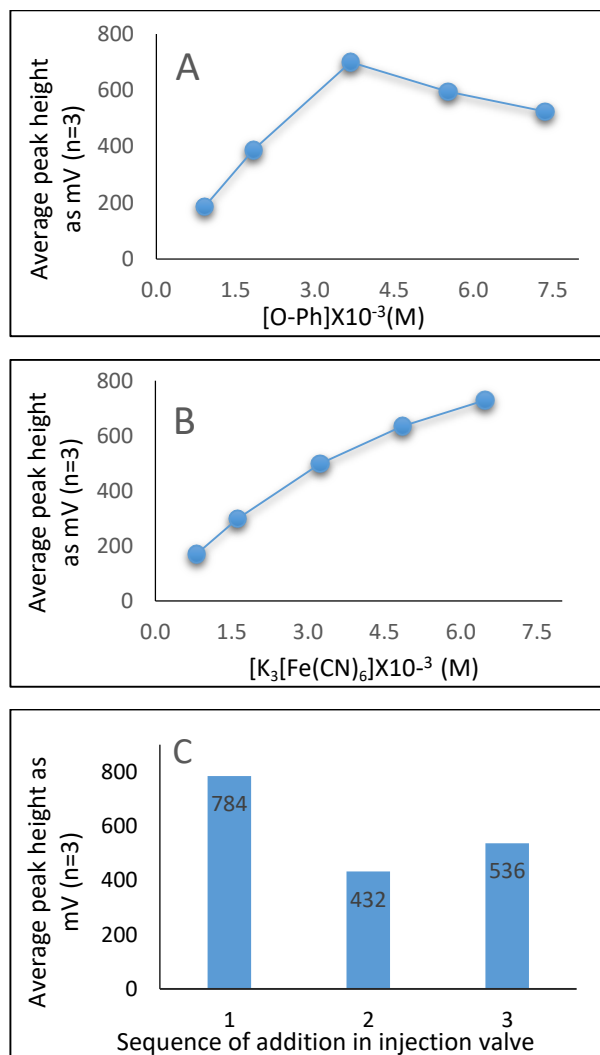 A
Average peak height
as mV (n=3)
800
600
400
200
0
0.0 1.5 3.0 4.5 6.0 7.5
[O-Ph]X10⁻³(M)
B
Average peak height
as mV (n=3)
800
600
400
200
0
0.0 1.5 3.0 4.5 6.0 7.5
[K₃[Fe(CN)₆]X10-³ (M)
C
Average peak height as
mV (n=3)
800
600
400
200
0
784
432
536
1 2 3
Sequence of addition in injection valve